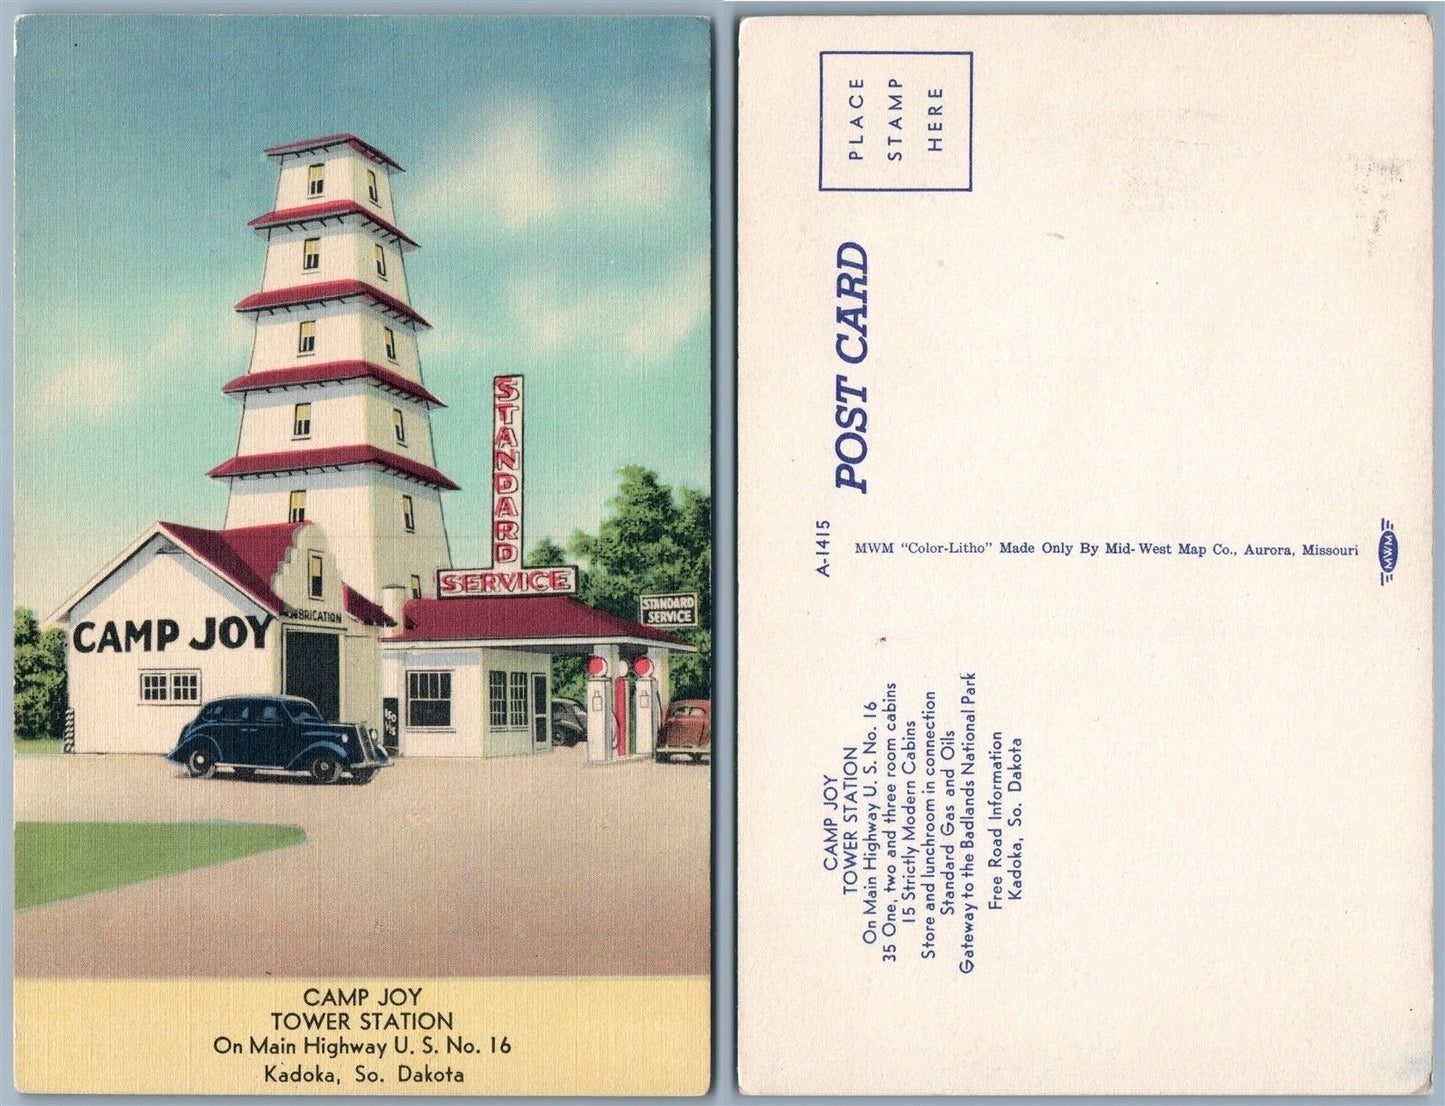 STANDARD
SERVICE
STANDARD
SERVICE
LUBRICATION
CAMP JOY
CAMP JOY
TOWER STATION
On Main Highway U. S. No. 16
Kadoka, So. Dakota
PLACE
STAMP
HERE
POST CARD
A-1415
MWM "Color-Litho" Made Only By Mid-West Map Co., Aurora, Missouri
MWM
CAMP JOY
TOWER STATION
On Main Highway U. S. No. 16
35 One, two and three room cabins
15 Strictly Modern Cabins
Store and lunchroom in connection
Standard Gas and Oils
Gateway to the Badlands National Park
Free Road Information
Kadoka, So. Dakota